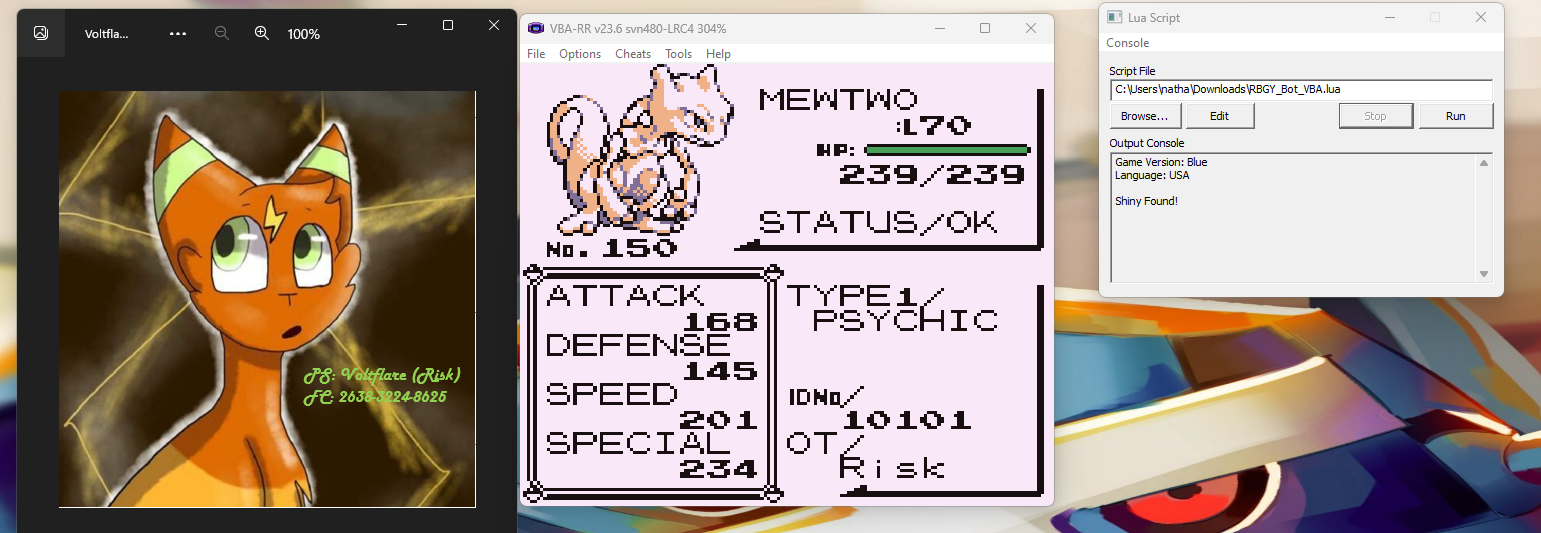 Voltfla...
100%
PS: Voltflare (Risk)
FC: 2638-3224-8625
VBA-RR v23.6 svn480-LRC4 304%
File Options Cheats Tools Help
MEWTWO
:L70
HP:
239/239
STATUS/OK
No. 150
ATTACK
168
DEFENSE
145
SPEED
201
SPECIAL
234
TYPE1/
PSYCHIC
IDNo/
10101
OT/
Risk
Lua Script
Console
Script File
C:\Users\natha\Downloads\RBGY_Bot_VBA.lua
Browse... Edit Stop Run
Output Console
Game Version: Blue
Language: USA
Shiny Found!